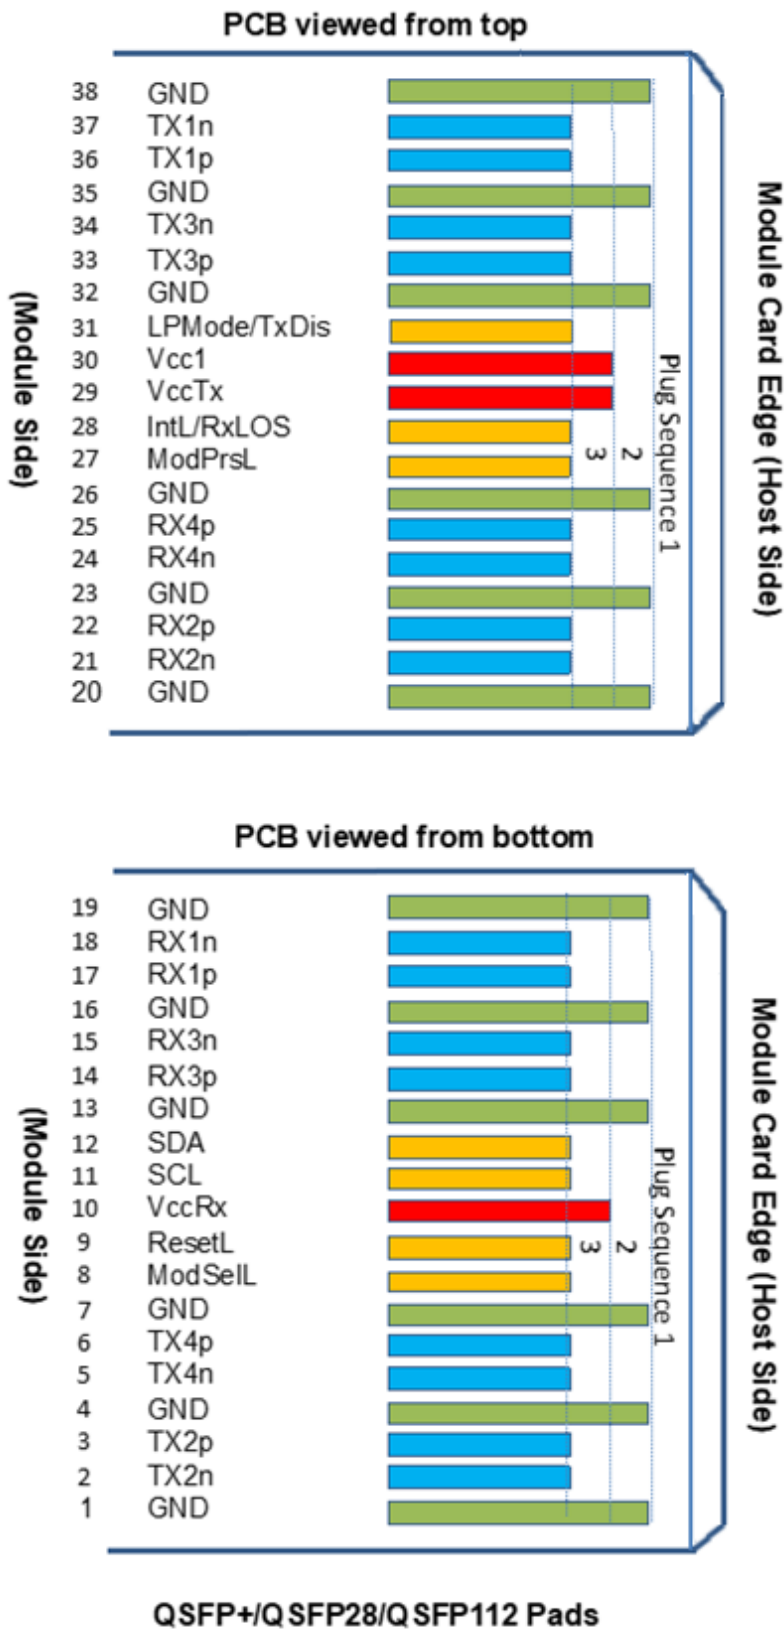 PCB viewed from top
38 GND
37 TX1n
36 TX1p
35 GND
34 TX3n
33 TX3p
32 GND
31 LPMode/TxDis
30 Vcc1
29 VccTx
28 IntL/RxLOS
27 ModPrsL
26 GND
25 RX4p
24 RX4n
23 GND
22 RX2p
21 RX2n
20 GND
(Module Side)
3
2
Plug Sequence 1
Module Card Edge (Host Side)
PCB viewed from bottom
19 GND
18 RX1n
17 RX1p
16 GND
15 RX3n
14 RX3p
13 GND
12 SDA
11 SCL
10 VccRx
9 ResetL
8 ModSelL
7 GND
6 TX4p
5 TX4n
4 GND
3 TX2p
2 TX2n
1 GND
(Module Side)
3
2
Plug Sequence 1
Module Card Edge (Host Side)
QSFP+/QSFP28/QSFP112 Pads